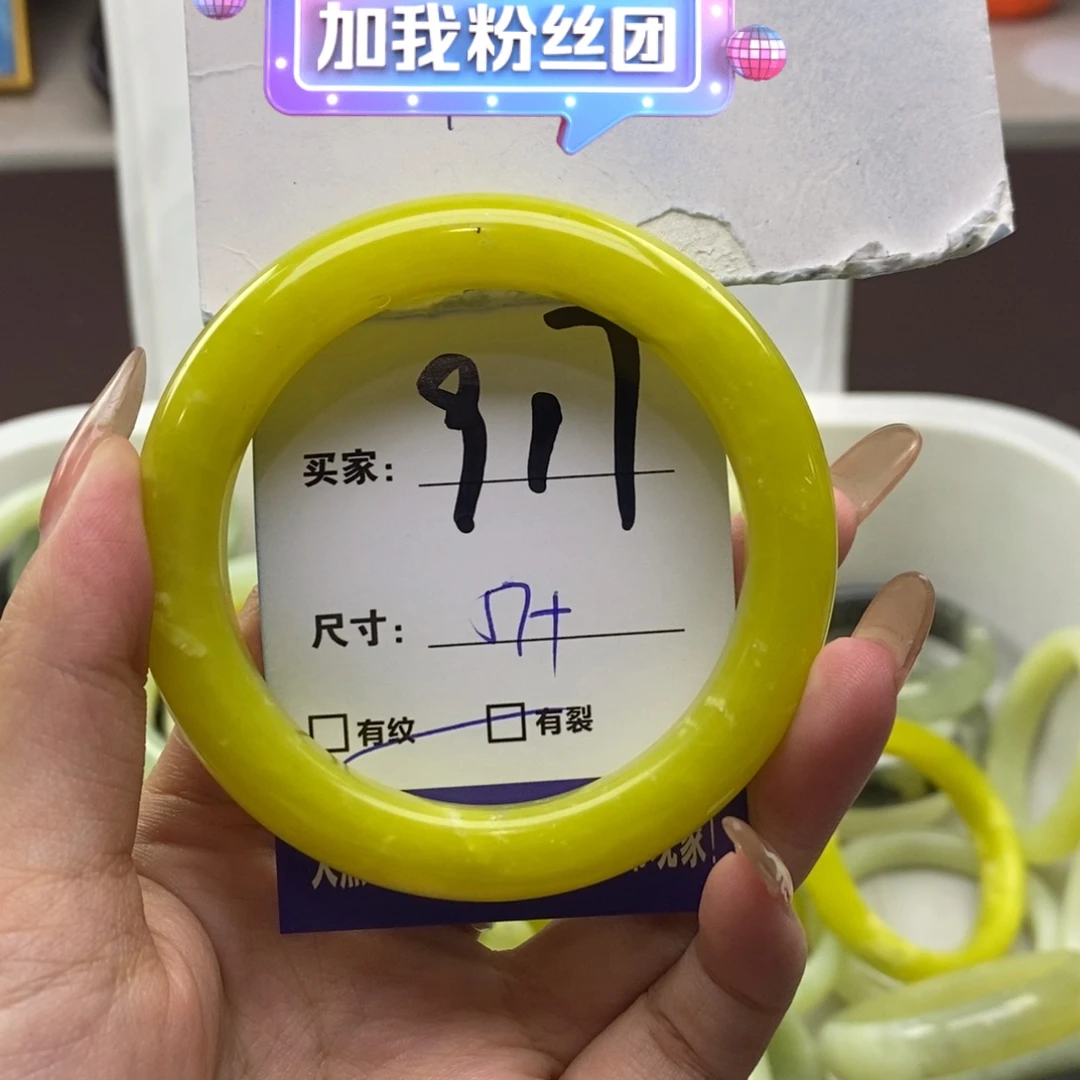 加我粉丝团
买家：917
尺寸：57+
□有纹 □有裂